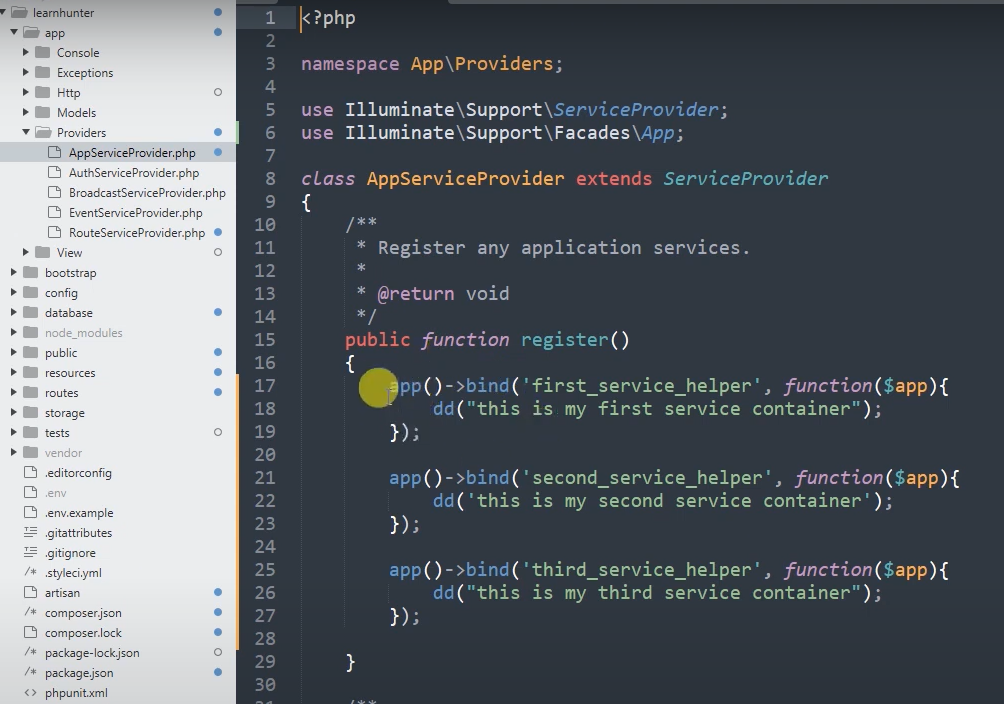 learnhunter
app
Console
Exceptions
Http
Models
Providers
AppServiceProvider.php
AuthServiceProvider.php
BroadcastServiceProvider.php
EventServiceProvider.php
RouteServiceProvider.php
View
bootstrap
config
database
node_modules
public
resources
routes
storage
tests
vendor
.editorconfig
.env
.env.example
.gitattributes
.gitignore
/* .styleci.yml
artisan
/* composer.json
composer.lock
/* package-lock.json
/* package.json
<> phpunit.xml
1 <?php
2
3 namespace App\Providers;
4
5 use Illuminate\Support\ServiceProvider;
6 use Illuminate\Support\Facades\App;
7
8 class AppServiceProvider extends ServiceProvider
9 {
10 /**
11 * Register any application services.
12 *
13 * @return void
14 */
15 public function register()
16 {
17 app()->bind('first_service_helper', function($app){
18 dd("this is my first service container");
19 });
20
21 app()->bind('second_service_helper', function($app){
22 dd('this is my second service container');
23 });
24
25 app()->bind('third_service_helper', function($app){
26 dd("this is my third service container");
27 });
28
29 }
30
31 /**